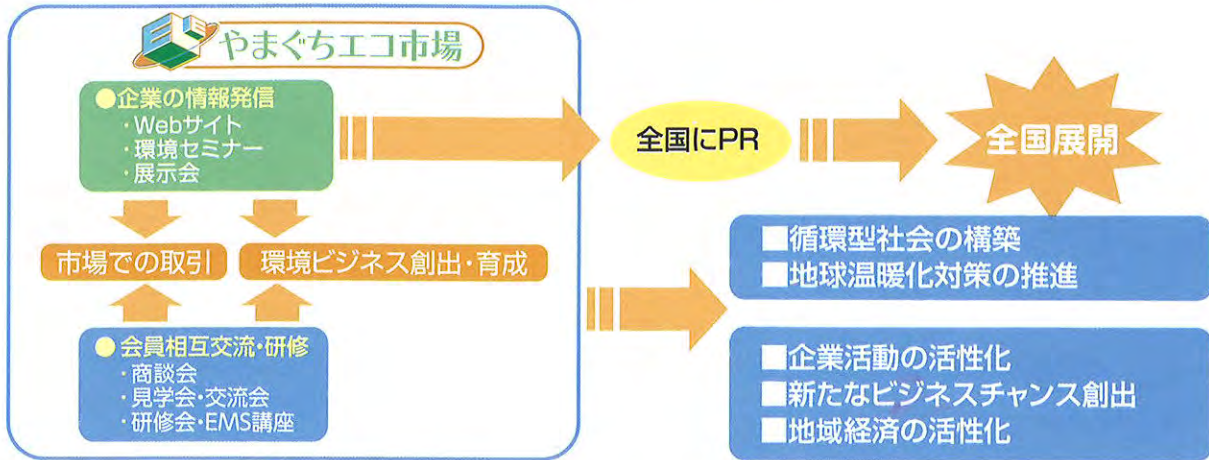 やまぐちエコ市場
●企業の情報発信
・Webサイト
・環境セミナー
・展示会
全国にPR
全国展開
市場での取引
環境ビジネス創出・育成
●会員相互交流・研修
・商談会
・見学会・交流会
・研修会・EMS講座
■循環型社会の構築
■地球温暖化対策の推進
■企業活動の活性化
■新たなビジネスチャンス創出
■地域経済の活性化